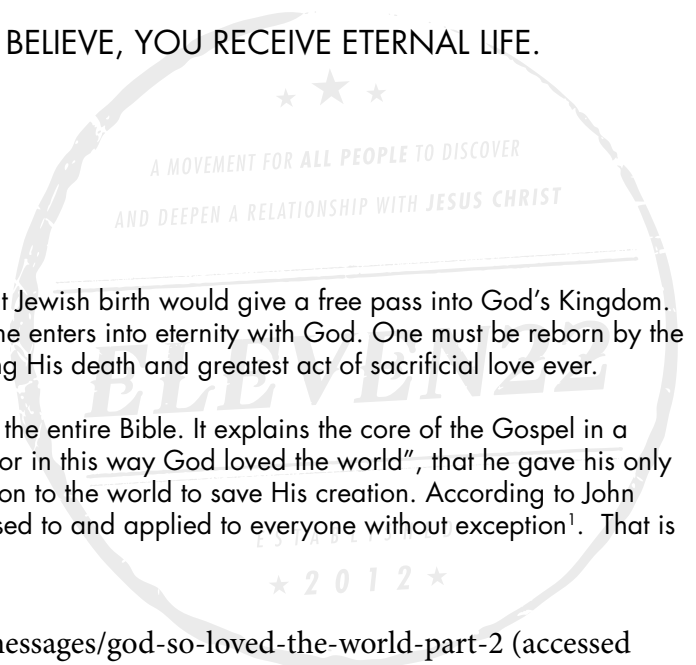 BELIEVE, YOU RECEIVE ETERNAL LIFE.
A MOVEMENT FOR ALL PEOPLE TO DISCOVER
AND DEEPEN A RELATIONSHIP WITH JESUS CHRIST
t Jewish birth would give a free pass into God’s Kingdom.
ne enters into eternity with God. One must be reborn by the
ng His death and greatest act of sacrificial love ever.
ELEVEN22
the entire Bible. It explains the core of the Gospel in a
or in this way God loved the world”, that he gave his only
on to the world to save His creation. According to John
sed to and applied to everyone without exception¹. That is
ESTABLISHED
★ 2012 ★
nessages/god-so-loved-the-world-part-2 (accessed